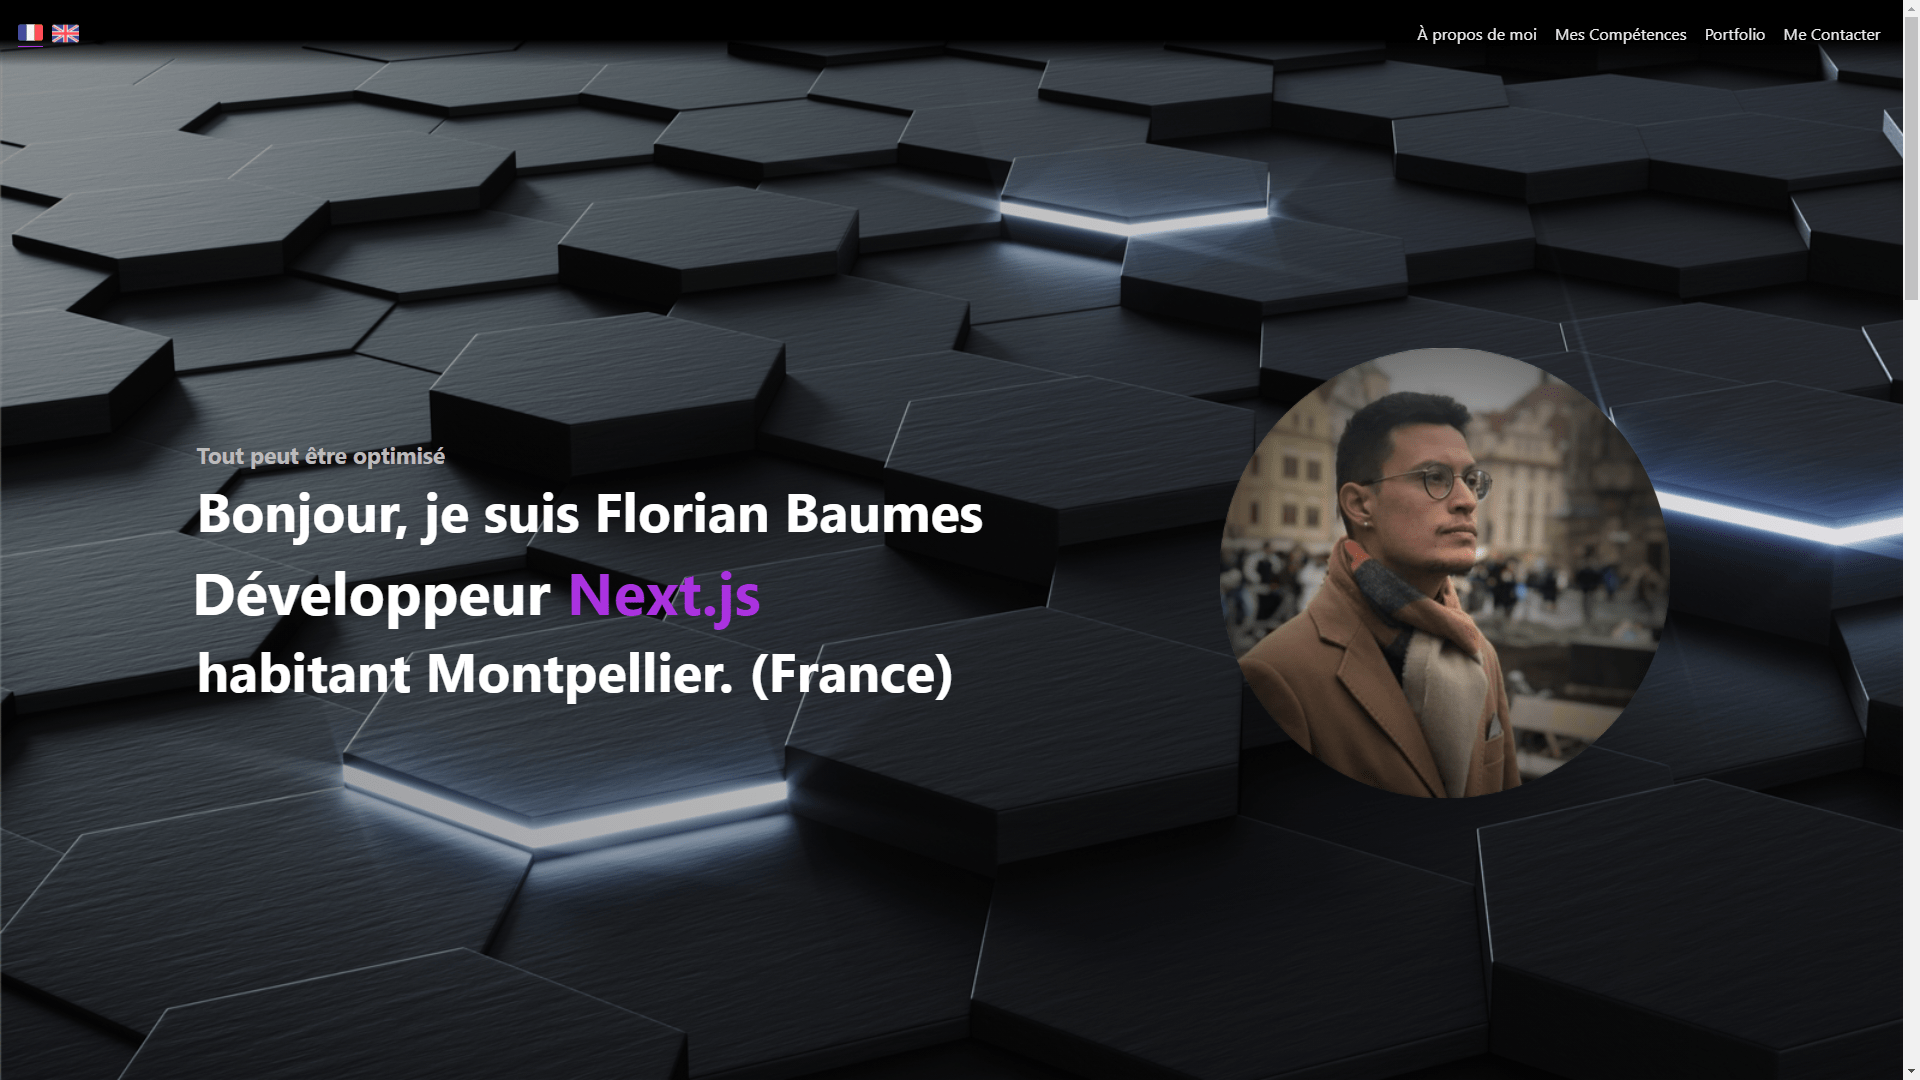 À propos de moi
Mes Compétences
Portfolio
Me Contacter
Tout peut être optimisé
Bonjour, je suis Florian Baumes
Développeur Next.js
habitant Montpellier. (France)